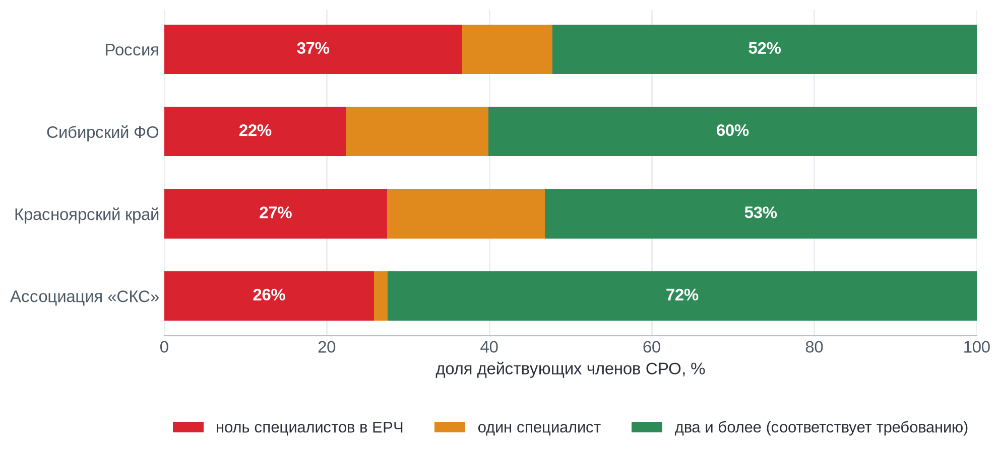 Россия
37%
52%
Сибирский ФО
22%
60%
Красноярский край
27%
53%
Ассоциация «СКС»
26%
72%
0 20 40 60 80 100
доля действующих членов СРО, %
ноль специалистов в ЕРЧ
один специалист
два и более (соответствует требованию)